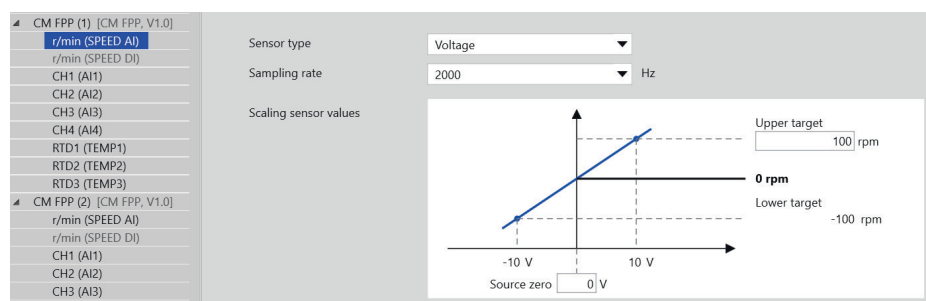 CM FPP (1) [CM FPP, V1.0]
r/min (SPEED AI)
r/min (SPEED DI)
CH1 (AI1)
CH2 (AI2)
CH3 (AI3)
CH4 (AI4)
RTD1 (TEMP1)
RTD2 (TEMP2)
RTD3 (TEMP3)
CM FPP (2) [CM FPP, V1.0]
r/min (SPEED AI)
r/min (SPEED DI)
CH1 (AI1)
CH2 (AI2)
CH3 (AI3)
Sensor type Voltage
Sampling rate 2000 Hz
Scaling sensor values
Upper target
100 rpm
0 rpm
Lower target
-100 rpm
-10 V 10 V
Source zero 0 V